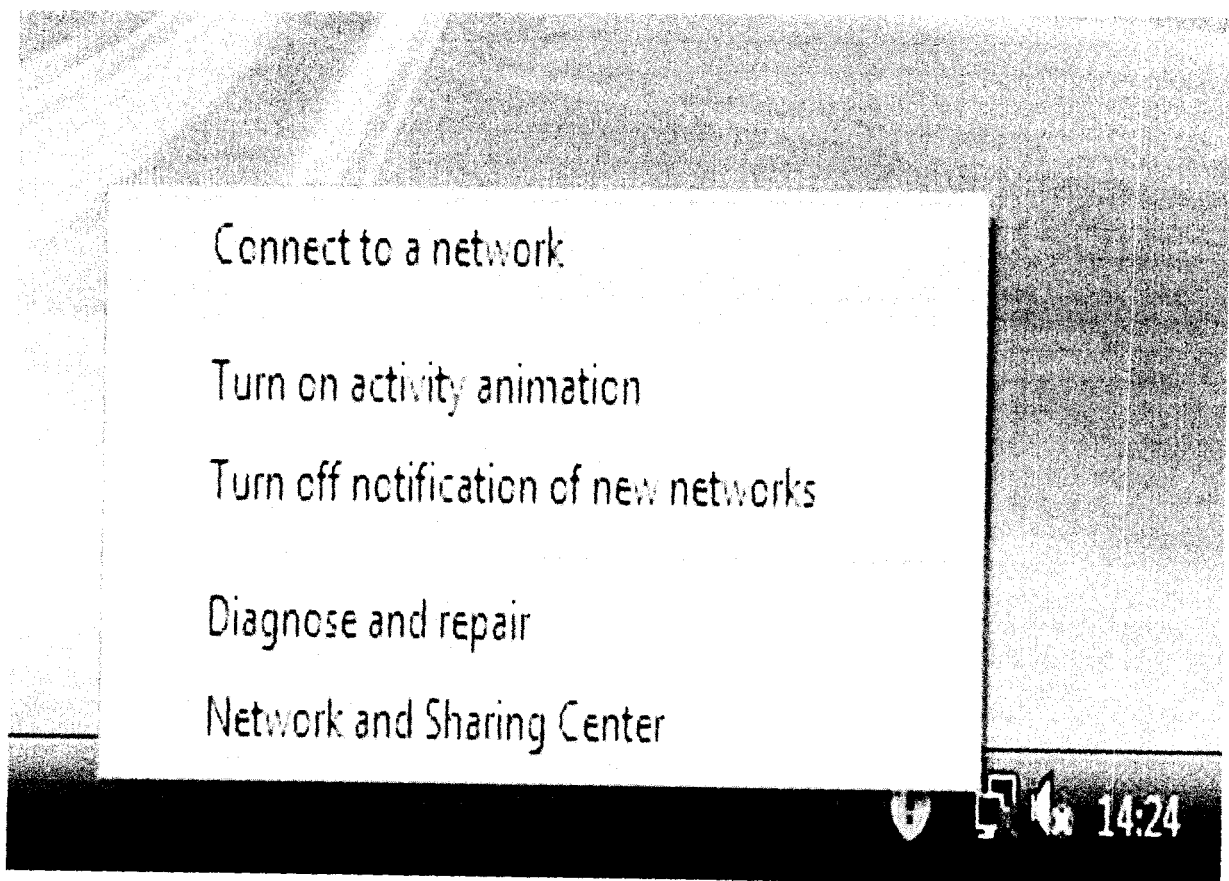 Connect to a network
Turn on activity animation
Turn off notification of new networks
Diagnose and repair
Network and Sharing Center
14:24